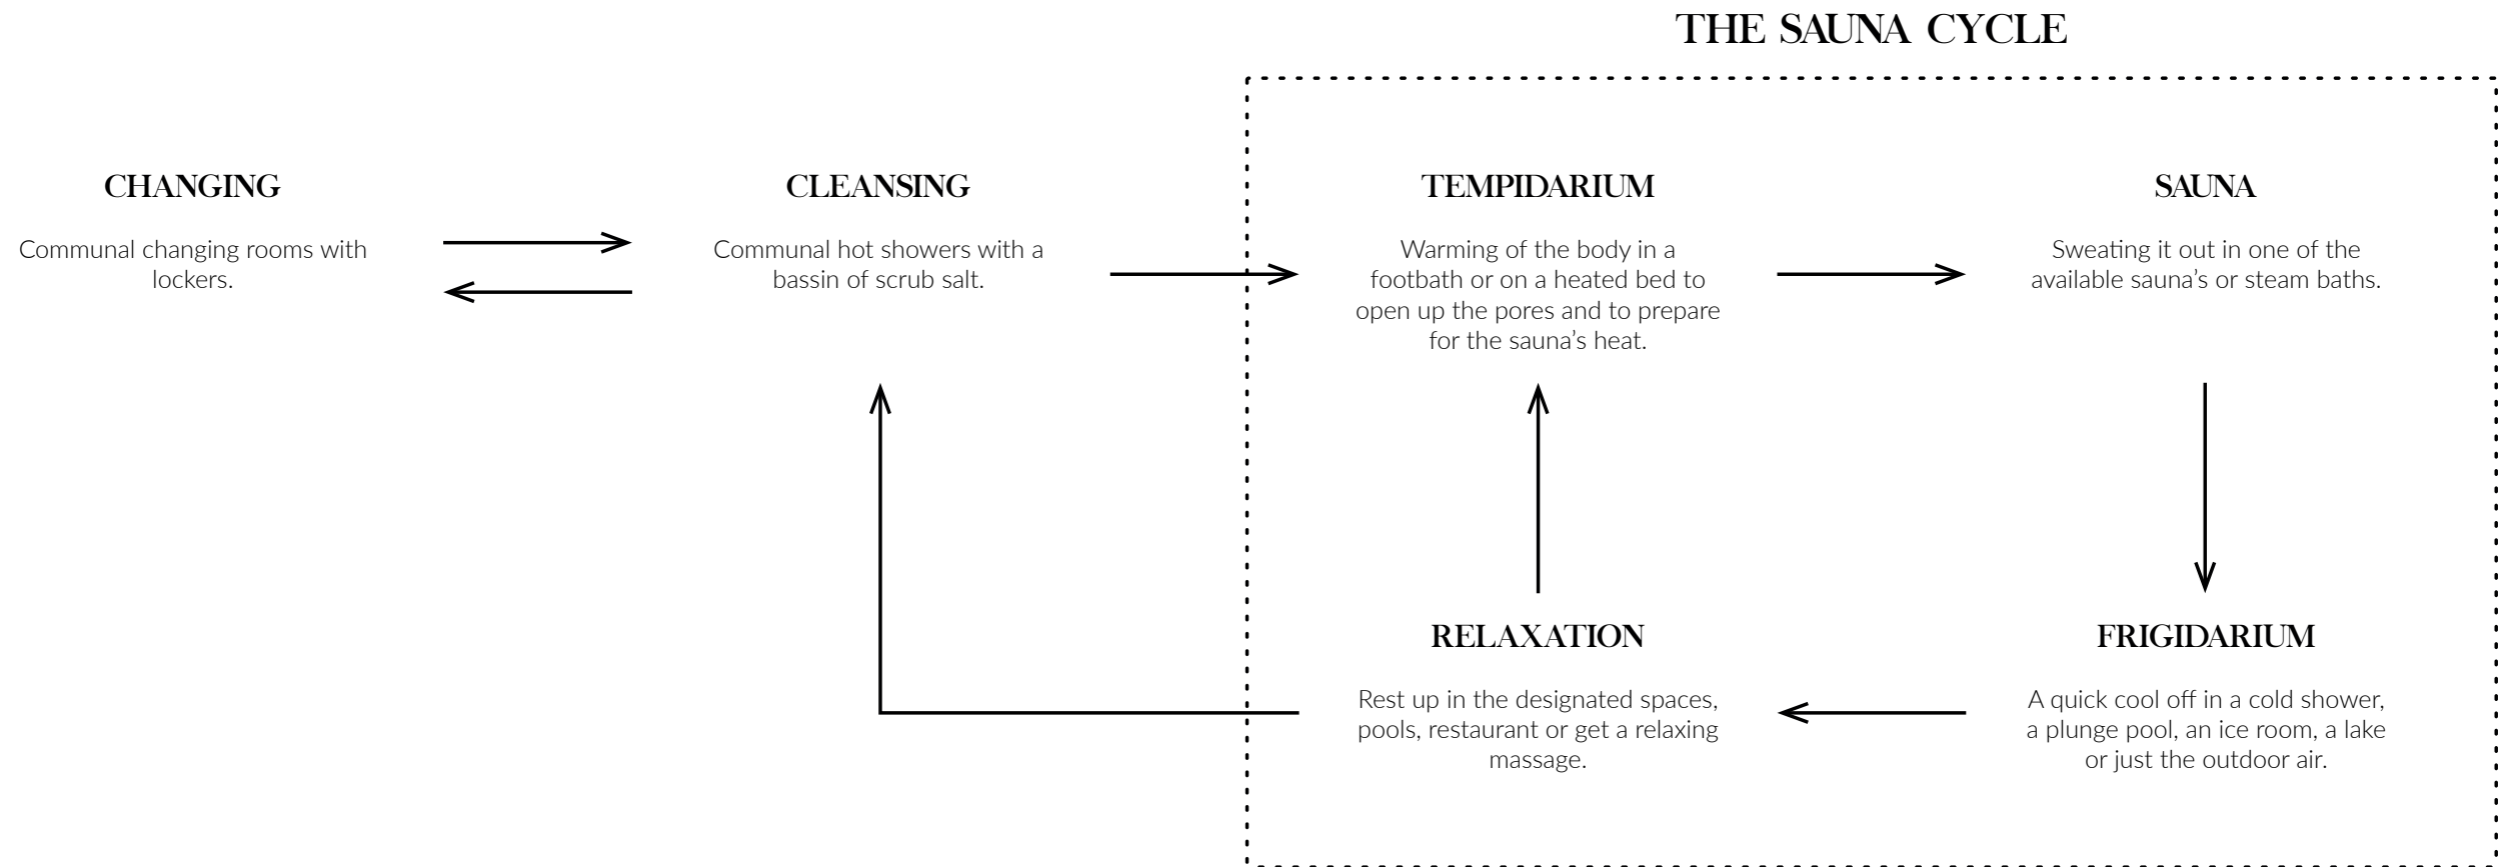 THE SAUNA CYCLE
CHANGING
Communal changing rooms with
lockers.
CLEANSING
Communal hot showers with a
bassin of scrub salt.
TEMPIDARIUM
Warming of the body in a
footbath or on a heated bed to
open up the pores and to prepare
for the sauna’s heat.
SAUNA
Sweating it out in one of the
available sauna’s or steam baths.
RELAXATION
Rest up in the designated spaces,
pools, restaurant or get a relaxing
massage.
FRIGIDARIUM
A quick cool off in a cold shower,
a plunge pool, an ice room, a lake
or just the outdoor air.